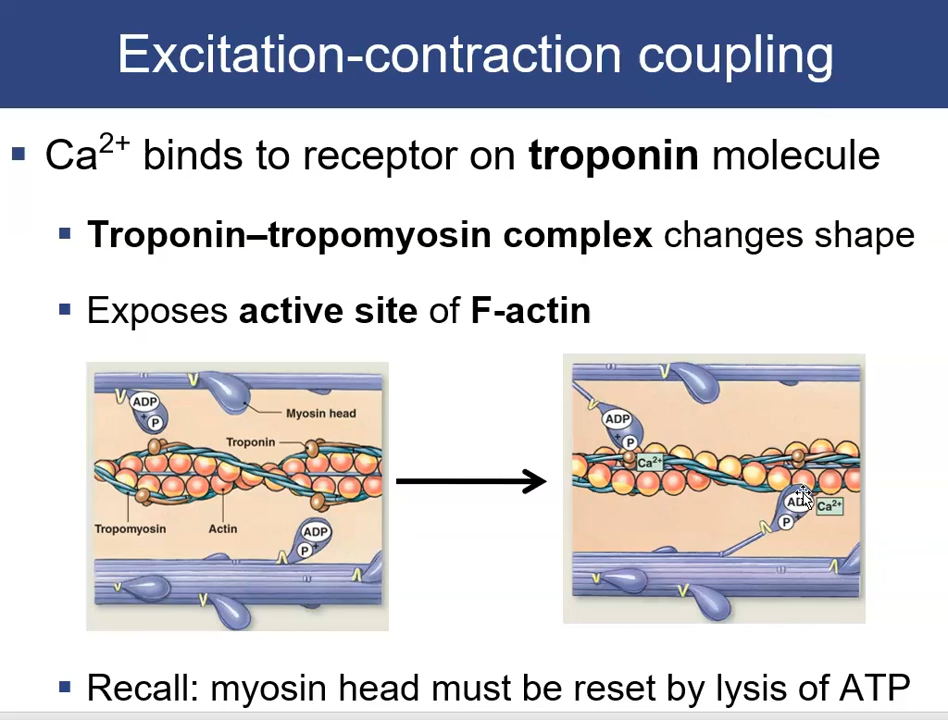 Excitation-contraction coupling
▪ Ca²⁺ binds to receptor on troponin molecule
▪ Troponin–tropomyosin complex changes shape
▪ Exposes active site of F-actin
ADP
+
P
Myosin head
Troponin
Tropomyosin
Actin
ADP
P +
ADP
+
P
Ca²⁺
P +
Ca²⁺
▪ Recall: myosin head must be reset by lysis of ATP